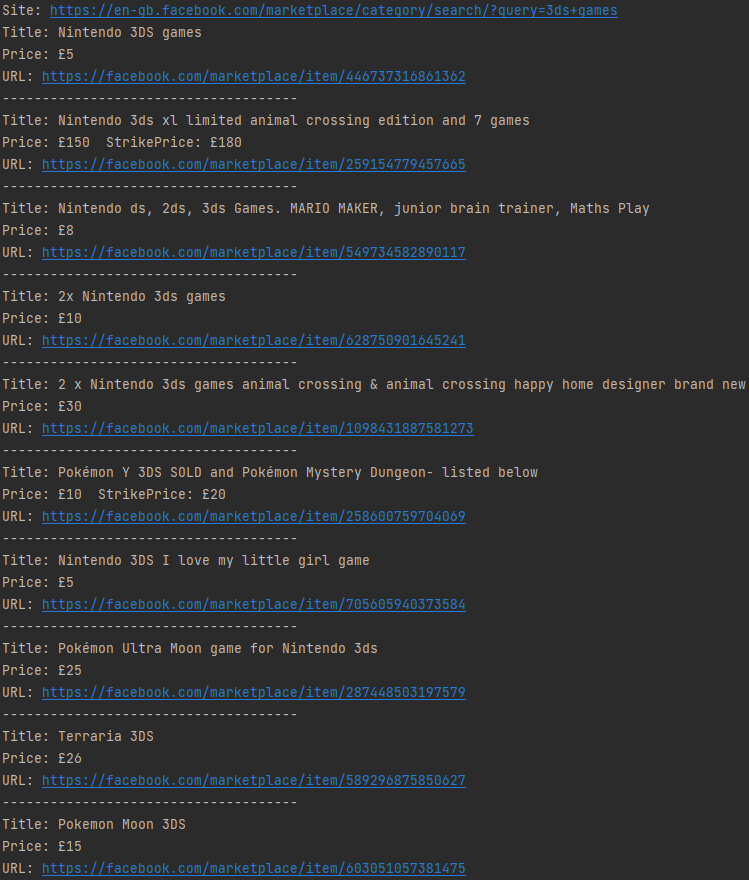 Site: https://en-gb.facebook.com/marketplace/category/search/?query=3ds+games
Title: Nintendo 3DS games
Price: £5
URL: https://facebook.com/marketplace/item/446737316861362
-------------------------------------
Title: Nintendo 3ds xl limited animal crossing edition and 7 games
Price: £150  StrikePrice: £180
URL: https://facebook.com/marketplace/item/259154779457665
-------------------------------------
Title: Nintendo ds, 2ds, 3ds Games. MARIO MAKER, junior brain trainer, Maths Play
Price: £8
URL: https://facebook.com/marketplace/item/549734582890117
-------------------------------------
Title: 2x Nintendo 3ds games
Price: £10
URL: https://facebook.com/marketplace/item/628750901645241
-------------------------------------
Title: 2 x Nintendo 3ds games animal crossing & animal crossing happy home designer brand new
Price: £30
URL: https://facebook.com/marketplace/item/1098431887581273
-------------------------------------
Title: Pokémon Y 3DS SOLD and Pokémon Mystery Dungeon- listed below
Price: £10  StrikePrice: £20
URL: https://facebook.com/marketplace/item/258600759704069
-------------------------------------
Title: Nintendo 3DS I love my little girl game
Price: £5
URL: https://facebook.com/marketplace/item/705605940373584
-------------------------------------
Title: Pokémon Ultra Moon game for Nintendo 3ds
Price: £25
URL: https://facebook.com/marketplace/item/287448503197579
-------------------------------------
Title: Terraria 3DS
Price: £26
URL: https://facebook.com/marketplace/item/589296875850627
-------------------------------------
Title: Pokemon Moon 3DS
Price: £15
URL: https://facebook.com/marketplace/item/603051057381475